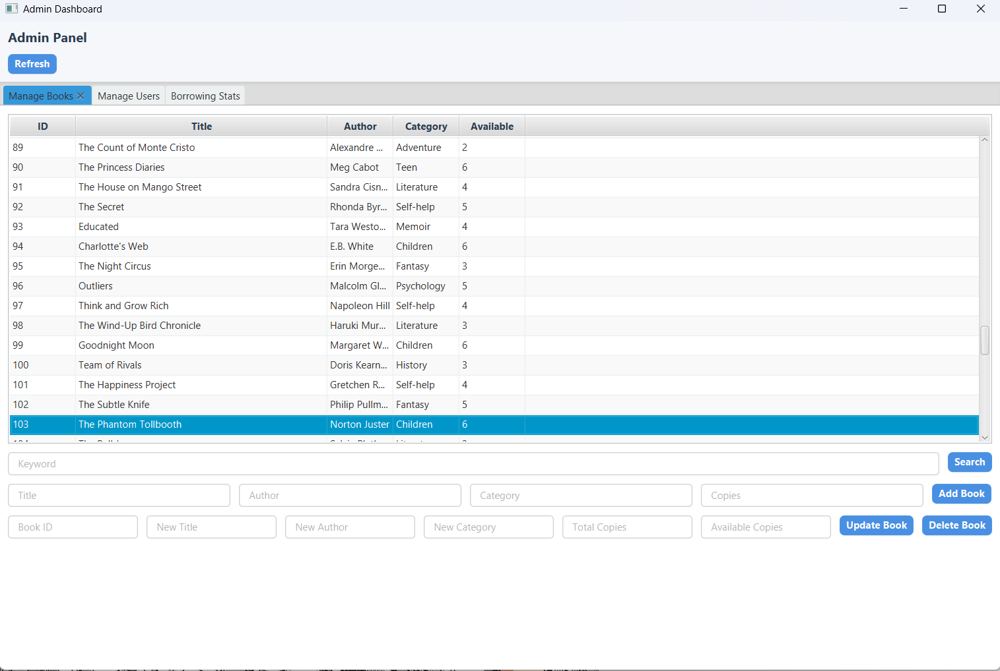 Admin Dashboard
Admin Panel
Refresh
Manage Books Manage Users Borrowing Stats
ID Title Author Category Available
89 The Count of Monte Cristo Alexandre ... Adventure 2
90 The Princess Diaries Meg Cabot Teen 6
91 The House on Mango Street Sandra Cisn... Literature 4
92 The Secret Rhonda Byr... Self-help 5
93 Educated Tara Westo... Memoir 4
94 Charlotte's Web E.B. White Children 6
95 The Night Circus Erin Morge... Fantasy 3
96 Outliers Malcolm Gl... Psychology 5
97 Think and Grow Rich Napoleon Hill Self-help 4
98 The Wind-Up Bird Chronicle Haruki Mur... Literature 3
99 Goodnight Moon Margaret W... Children 6
100 Team of Rivals Doris Kearn... History 3
101 The Happiness Project Gretchen R... Self-help 4
102 The Subtle Knife Philip Pullm... Fantasy 5
103 The Phantom Tollbooth Norton Juster Children 6
Keyword Search
Title Author Category Copies Add Book
Book ID New Title New Author New Category Total Copies Available Copies Update Book Delete Book